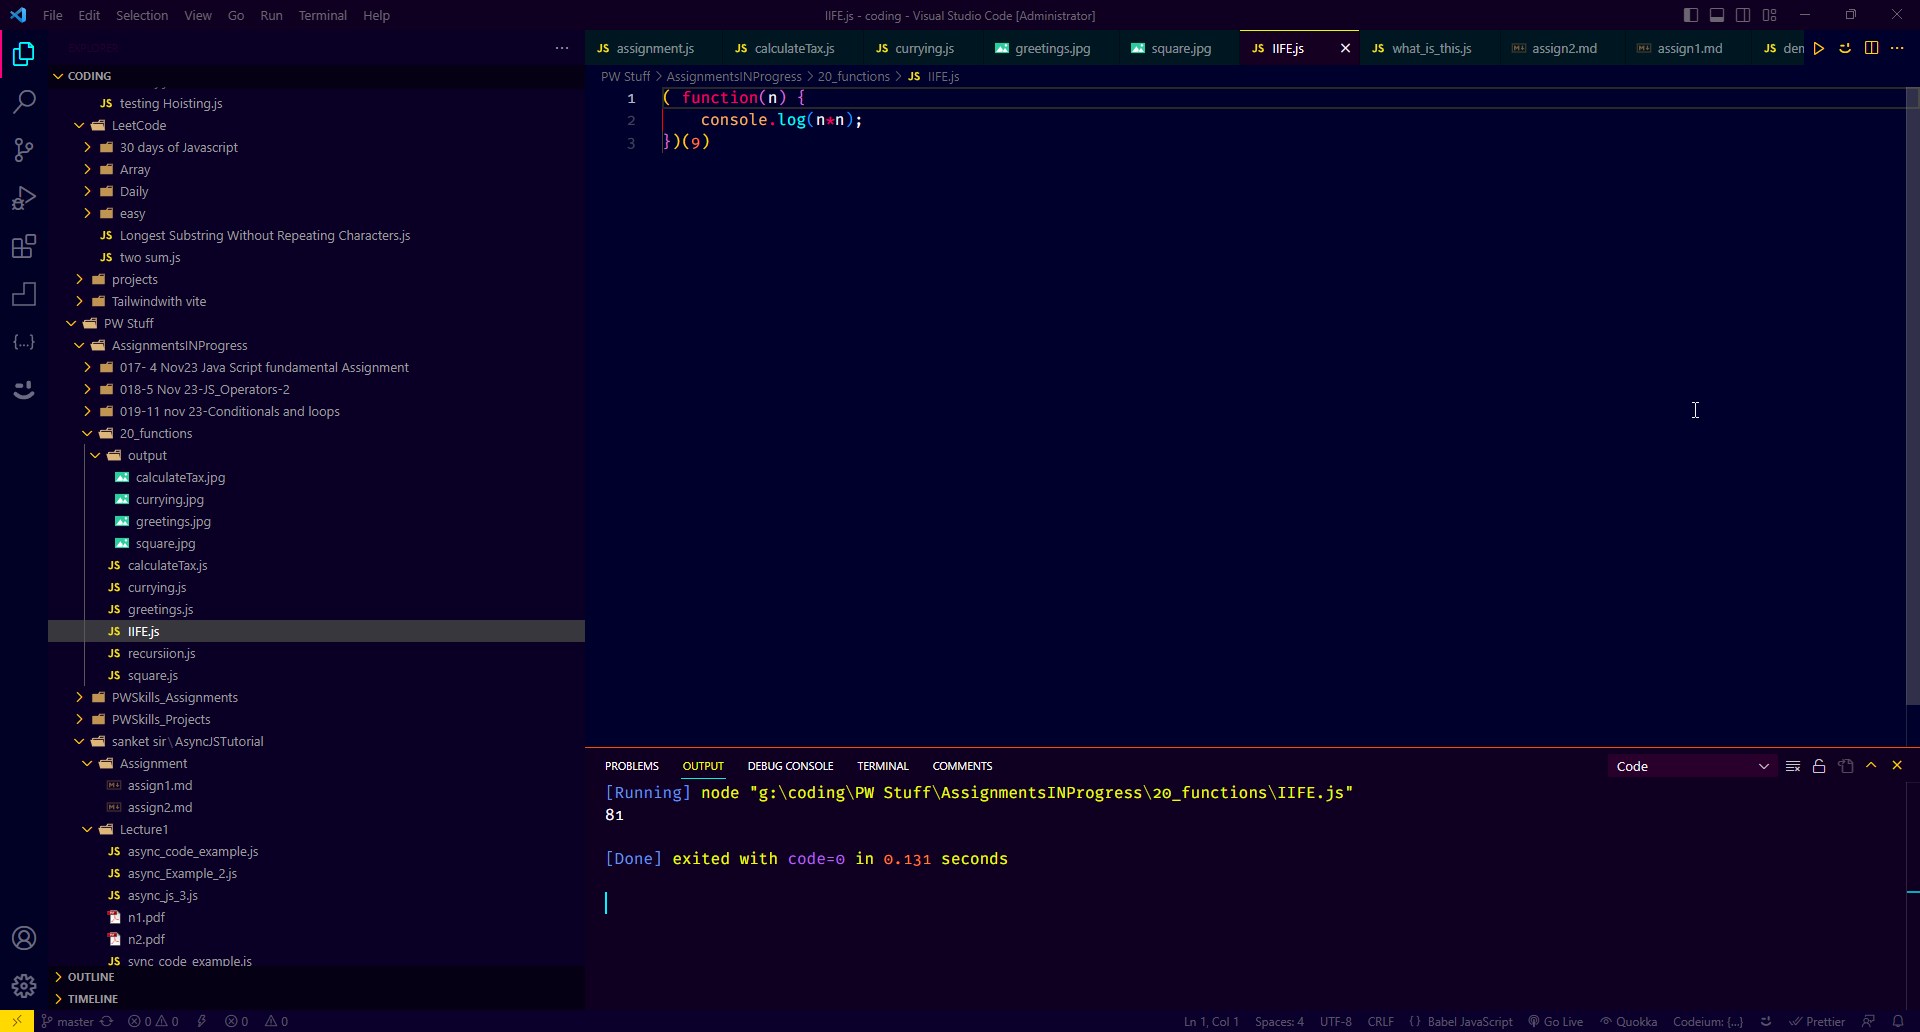 File Edit Selection View Go Run Terminal Help
IIFE.js - coding - Visual Studio Code [Administrator]
CODING
JS testing Hoisting.js
LeetCode
30 days of Javascript
Array
Daily
easy
JS Longest Substring Without Repeating Characters.js
JS two sum.js
projects
Tailwindwith vite
PW Stuff
AssignmentsINProgress
017- 4 Nov23 Java Script fundamental Assignment
018-5 Nov 23-JS_Operators-2
019-11 nov 23-Conditionals and loops
20_functions
output
calculateTax.jpg
currying.jpg
greetings.jpg
square.jpg
JS calculateTax.js
JS currying.js
JS greetings.js
JS IIFE.js
JS recursiion.js
JS square.js
PWSkills_Assignments
PWSkills_Projects
sanket sir\AsyncJSTutorial
Assignment
assign1.md
assign2.md
Lecture1
JS async_code_example.js
JS async_Example_2.js
JS async_js_3.js
n1.pdf
n2.pdf
JS sync_code_example.js
OUTLINE
TIMELINE
JS assignment.js JS calculateTax.js JS currying.js greetings.jpg square.jpg JS IIFE.js JS what_is_this.js assign2.md assign1.md JS den
PW Stuff > AssignmentsINProgress > 20_functions > JS IIFE.js
1 ( function(n) {
2 console.log(n*n);
3 })(9)
PROBLEMS OUTPUT DEBUG CONSOLE TERMINAL COMMENTS Code
[Running] node "g:\coding\PW Stuff\AssignmentsINProgress\20_functions\IIFE.js"
81
[Done] exited with code=0 in 0.131 seconds
master 0 0 0 0 Ln 1, Col 1 Spaces: 4 UTF-8 CRLF {} Babel JavaScript Go Live Quokka Codeium: {...} Prettier